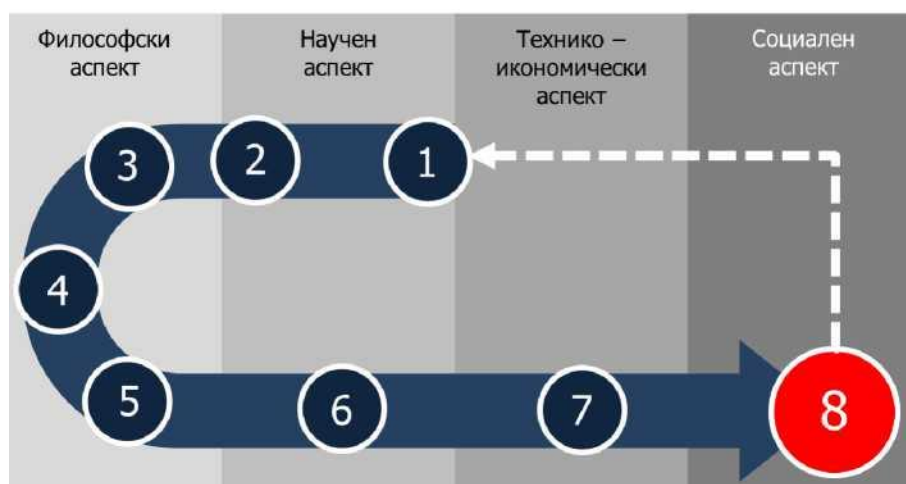 Философски
аспект
Научен
аспект
Технико –
икономически
аспект
Социален
аспект
3
2
1
4
5
6
7
8